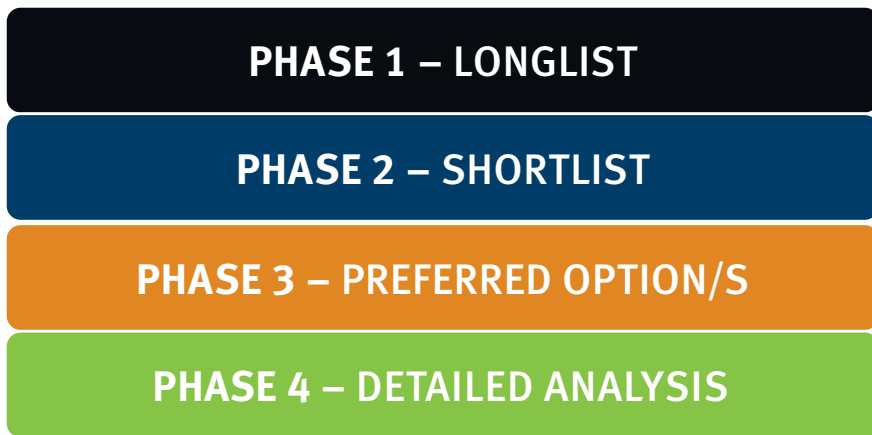 PHASE 1 – LONGLIST
PHASE 2 – SHORTLIST
PHASE 3 – PREFERRED OPTION/S
PHASE 4 – DETAILED ANALYSIS